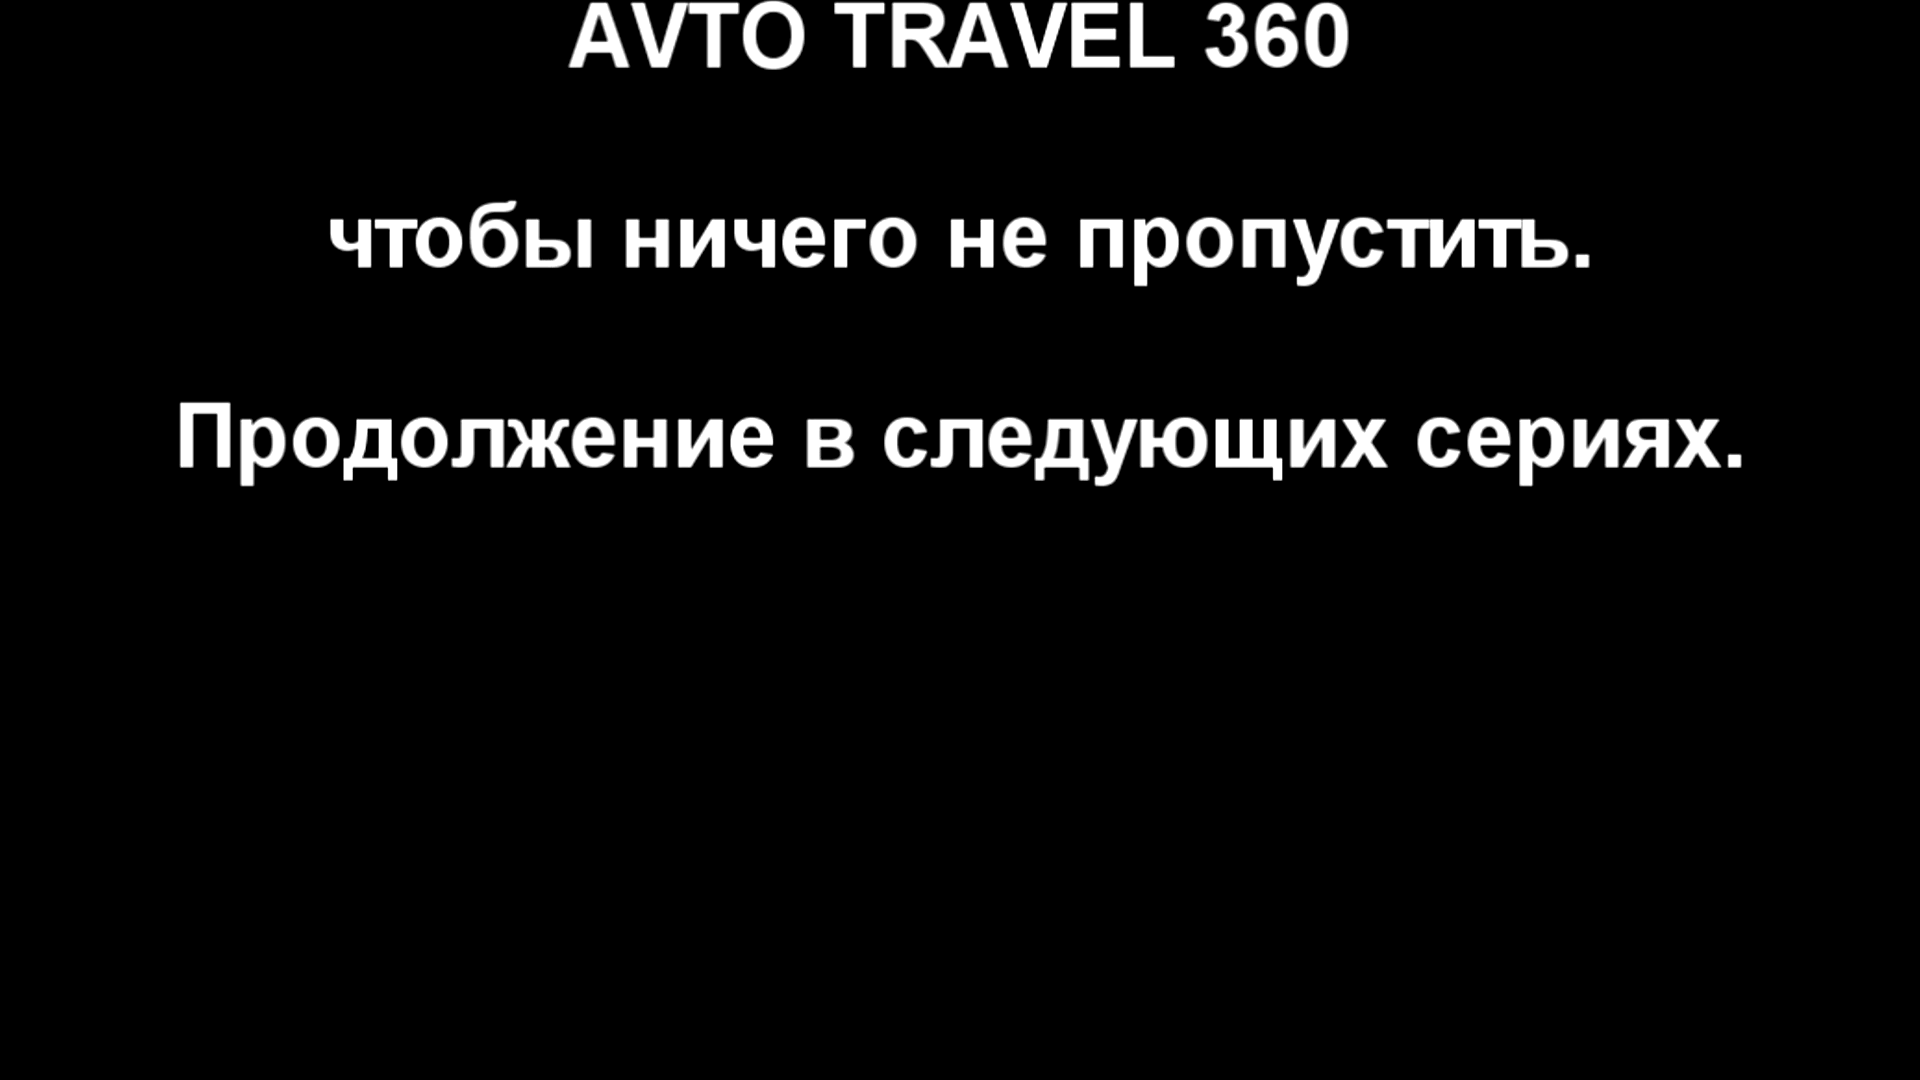 AVTO TRAVEL 360
чтобы ничего не пропустить.
Продолжение в следующих сериях.